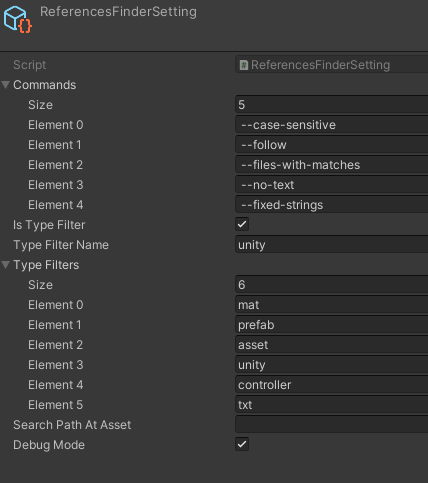 ReferencesFinderSetting
Script ReferencesFinderSetting
Commands
Size 5
Element 0 --case-sensitive
Element 1 --follow
Element 2 --files-with-matches
Element 3 --no-text
Element 4 --fixed-strings
Is Type Filter
Type Filter Name unity
Type Filters
Size 6
Element 0 mat
Element 1 prefab
Element 2 asset
Element 3 unity
Element 4 controller
Element 5 txt
Search Path At Asset
Debug Mode